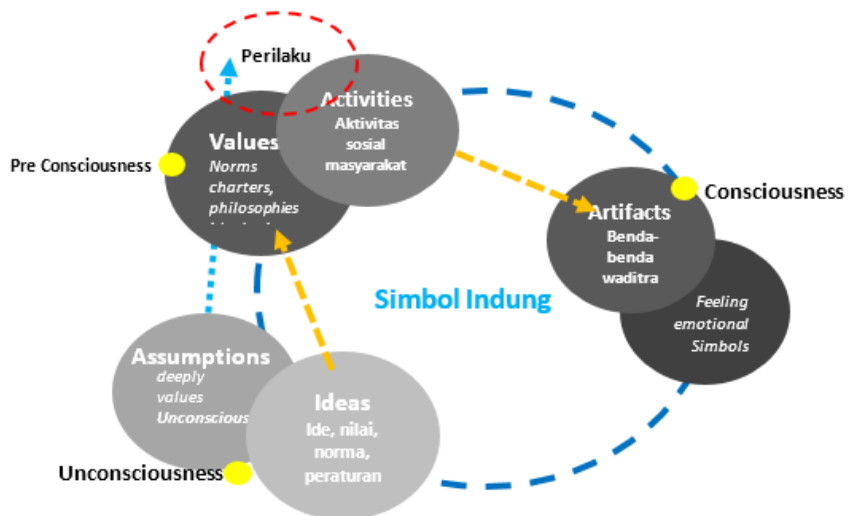 Perilaku
Activities
Aktivitas
sosial
masyarakat
Values
Norms
charters,
philosophies
Pre Consciousness
Consciousness
Artifacts
Benda-
benda
waditra
Feeling
emotional
Simbols
Simbol Indung
Assumptions
deeply
values
Unconscious
Ideas
Ide, nilai,
norma,
peraturan
Unconsciousness